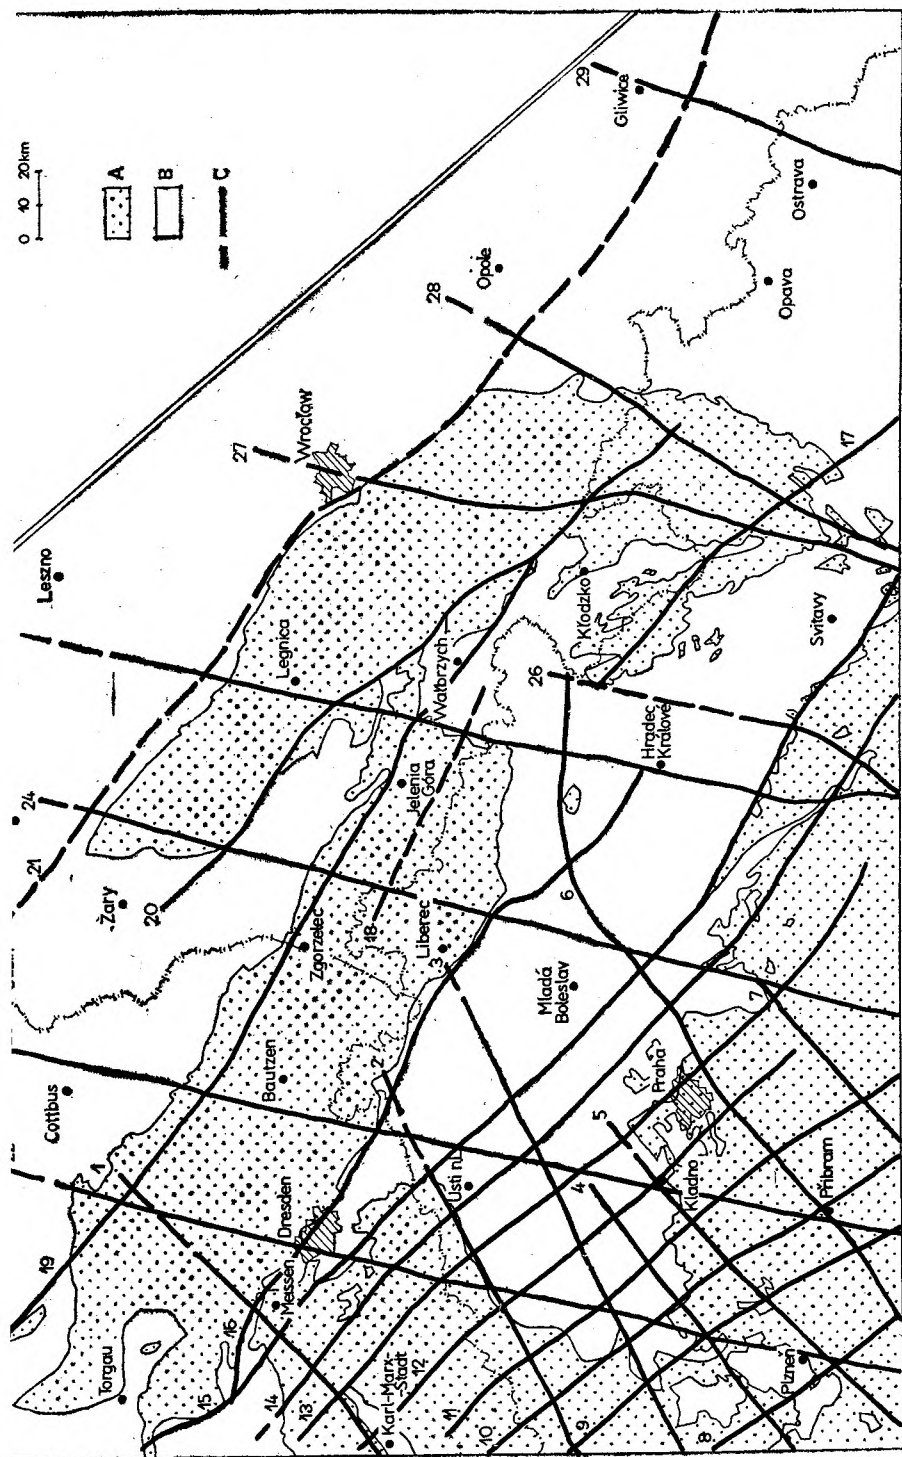 0 10 20km
A
B
C
Leszno
Cottbus
Żary
Torgau
19
1
20
21
24
27
28
29
Wrocław
Opole
Gliwice
Legnica
Zgorzelec
Bautzen
Dresden
Meissen
15
16
14
13
Karl-Marx-
-Stadt
12
11
10
9
8
2
18
3
Liberec
Jelenia
Góra
Wałbrzych
Kłodzko
26
Hradec
Králové
6
Mladá
Boleslav
Usti nL
4
5
7
Praha
Kladno
Plzneň
Příbram
Svitavy
17
Opava
Ostrava